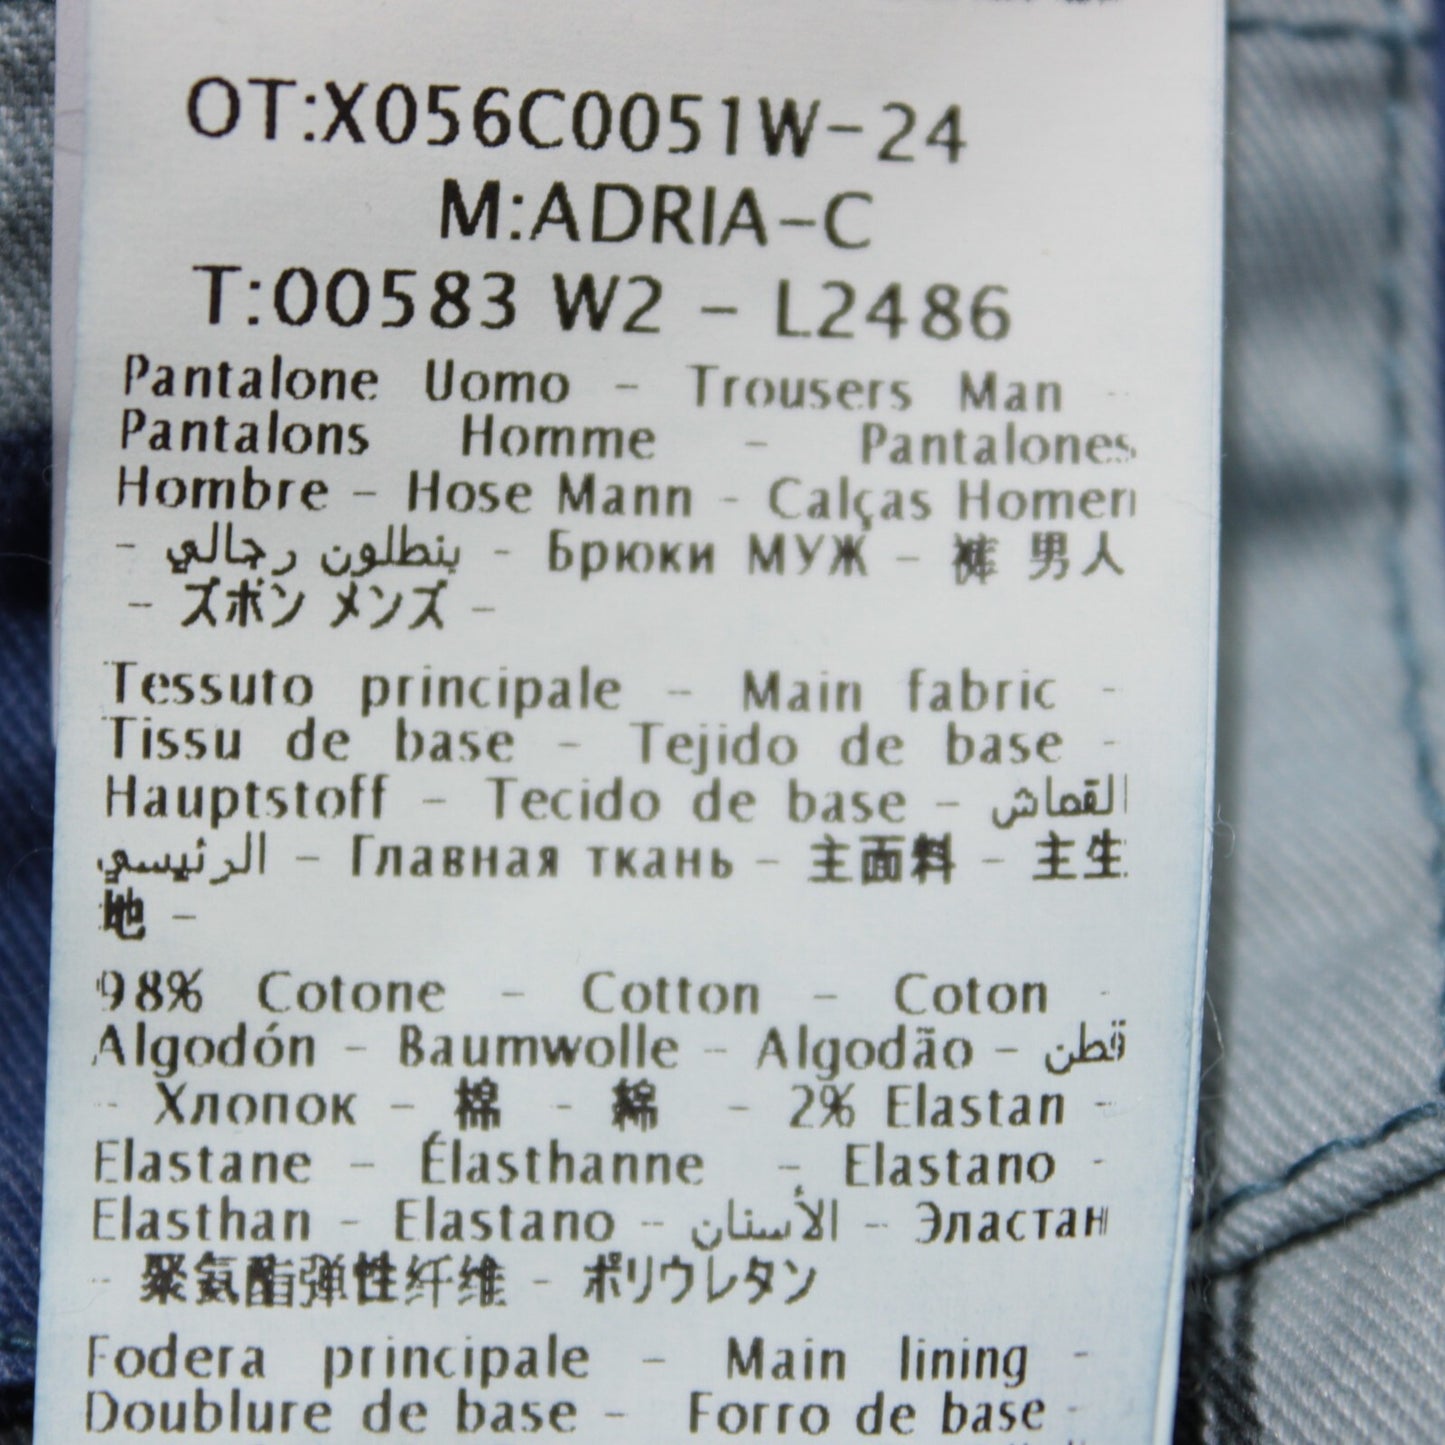 OT:X056C0051W-24
M:ADRIA-C
T:00583 W2 - L2486
Pantalone Uomo - Trousers Man -
Pantalons Homme - Pantalones
Hombre - Hose Mann - Calças Homen
- بنطلون رجالي - Брюки МУЖ - 裤 男人
- ズボン メンズ -
Tessuto principale - Main fabric -
Tissu de base - Tejido de base -
Hauptstoff - Tecido de base - القماش
الرئيسي - Главная ткань - 主面料 - 主生
地 -
98% Cotone - Cotton - Coton -
Algodón - Baumwolle - Algodão - قطن
- Хлопок - 棉 - 綿 - 2% Elastan -
Elastane - Élasthanne - Elastano -
Elasthan - Elastano - الأستان - Эластан
- 聚氨酯弹性纤维 - ポリウレタン
Fodera principale - Main lining -
Doublure de base - Forro de base -